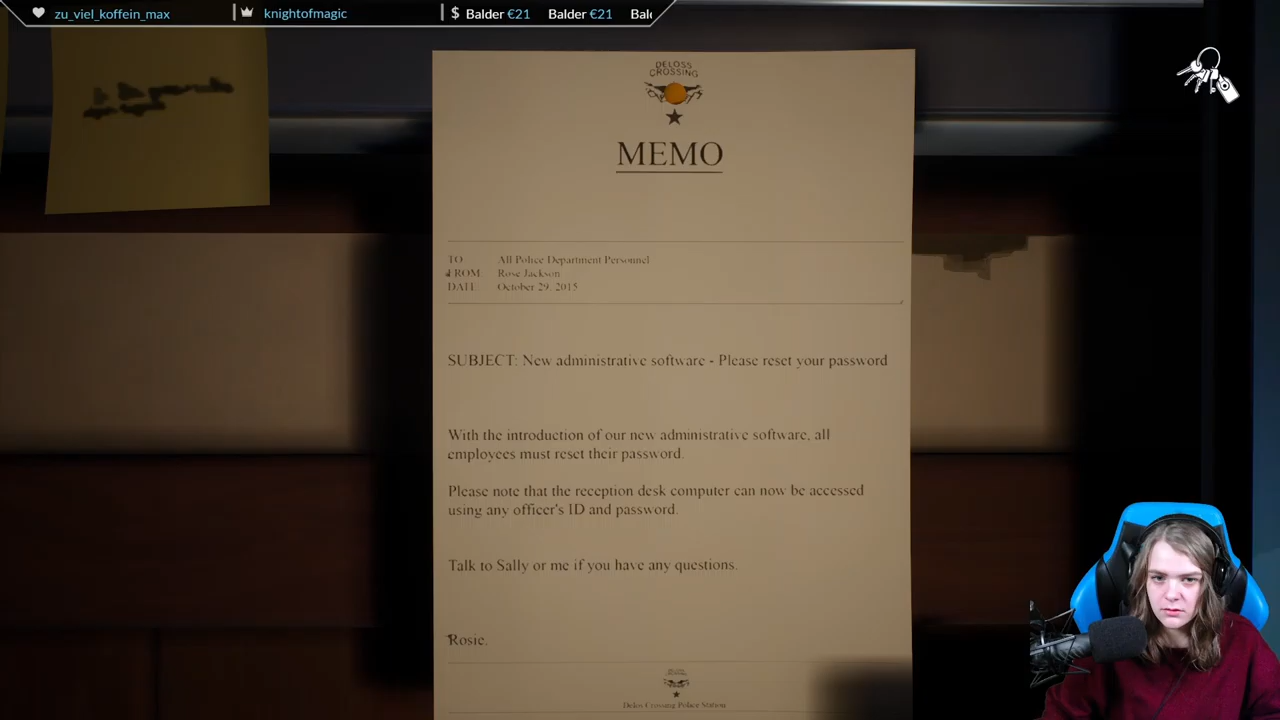 zu_viel_koffein_max
knightofmagic
$ Balder €21 Balder €21 Bal
DELOSS
CROSSING
MEMO
TO All Police Department Personnel
FROM: Rose Jackson
DATE: October 29, 2015
SUBJECT: New administrative software - Please reset your password
With the introduction of our new administrative software, all
employees must reset their password.
Please note that the reception desk computer can now be accessed
using any officer's ID and password.
Talk to Sally or me if you have any questions.
Rosie.
Delos Crossing Police Station